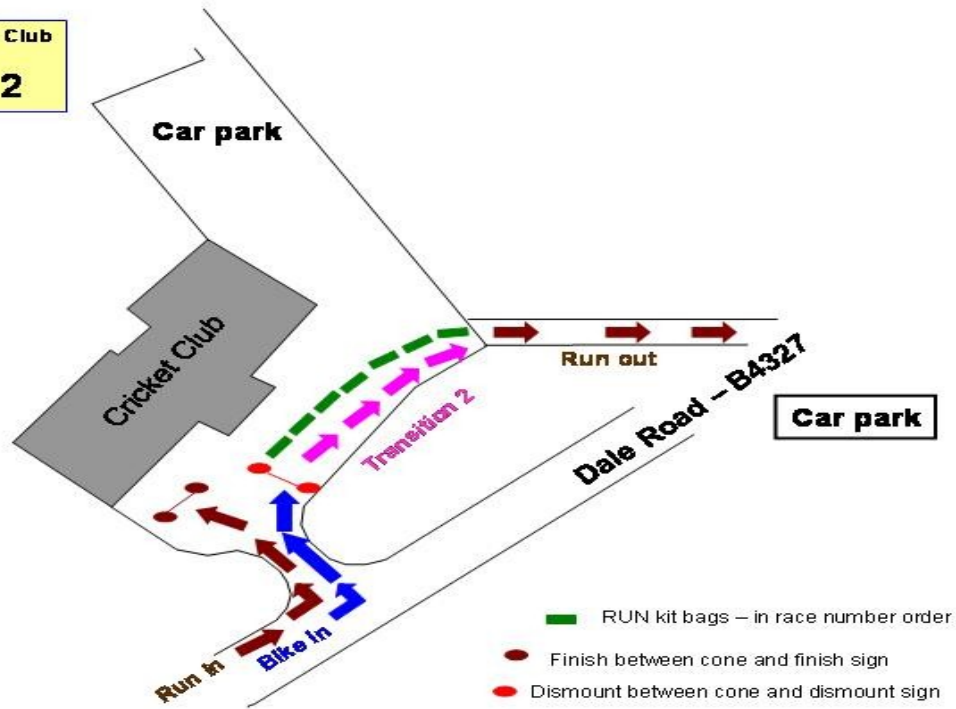 Club
2
Car park
Cricket Club
Run out
Dale Road – B4327
Car park
Transition 2
Bike in
Run in
RUN kit bags – in race number order
Finish between cone and finish sign
Dismount between cone and dismount sign